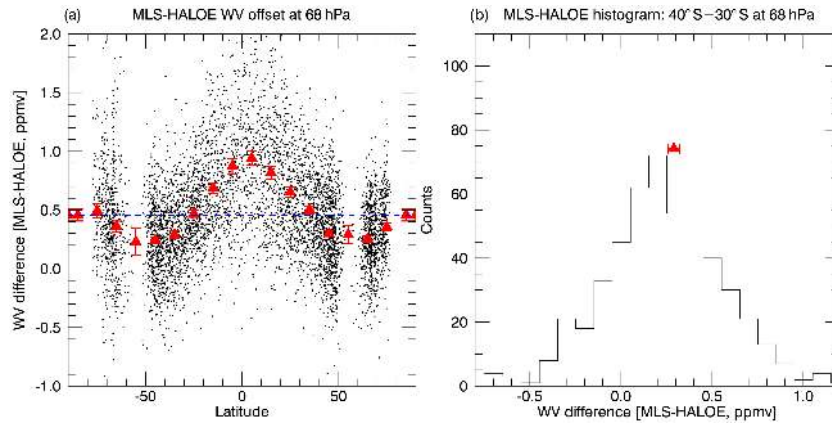 (a) MLS-HALOE WV offset at 68 hPa
2.0
1.5
1.0
0.5
0.0
-0.5
-1.0
WV difference [MLS-HALOE, ppmv]
-50 0 50
Latitude
(b) MLS-HALOE histogram: 40° S-30° S at 68 hPa
100
80
60
40
20
0
Counts
-0.5 0.0 0.5 1.0
WV difference [MLS-HALOE, ppmv]